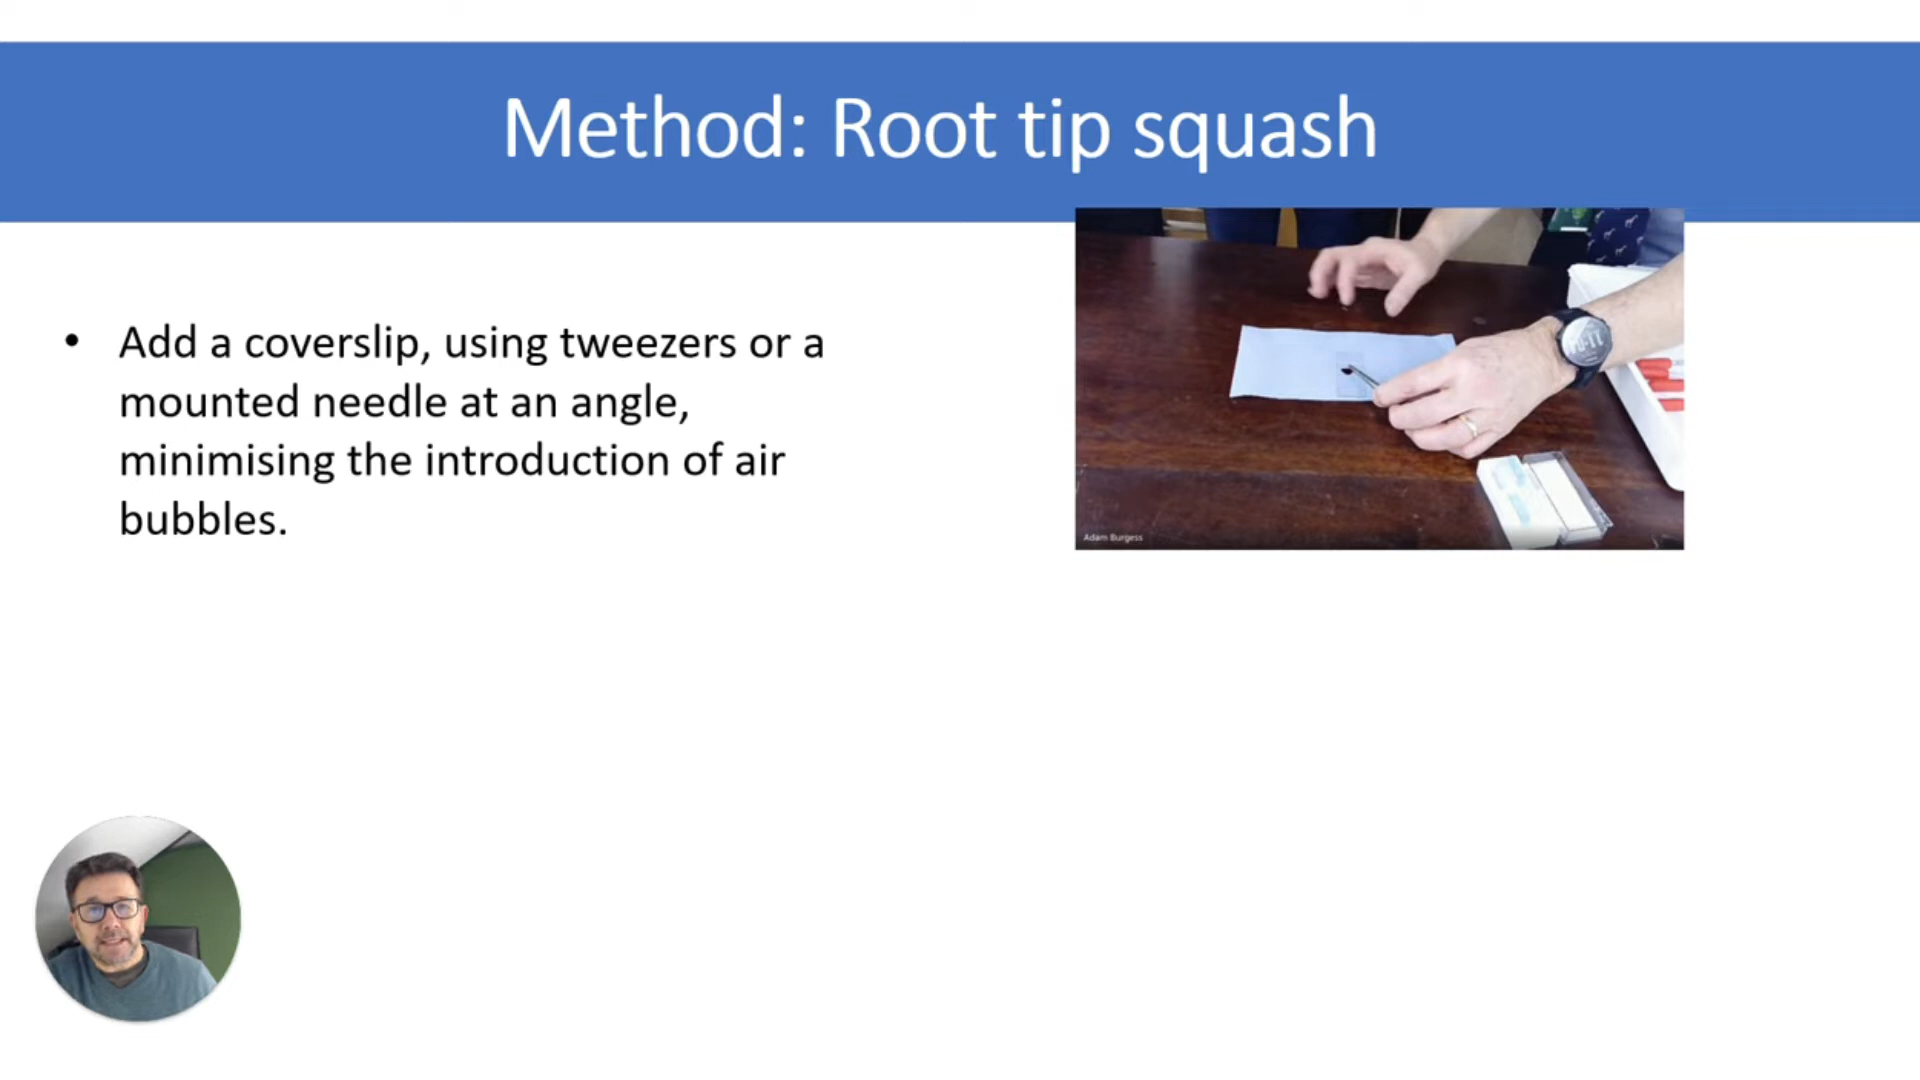 Method: Root tip squash
• Add a coverslip, using tweezers or a
mounted needle at an angle,
minimising the introduction of air
bubbles.
Adam Burgess